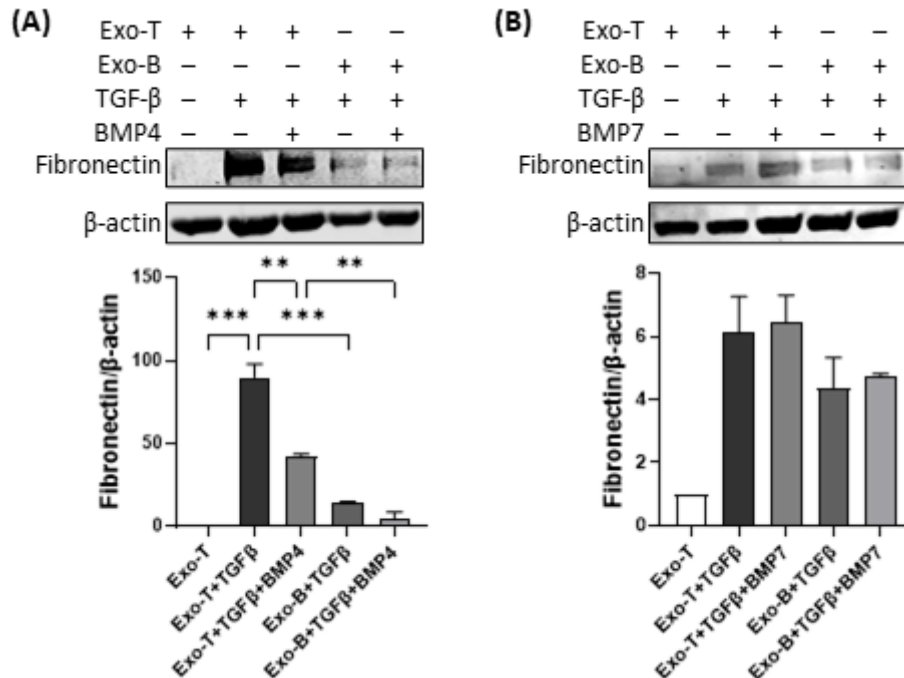 (A)
Exo-T + + + – –
Exo-B – – – + +
TGF-β – + + + +
BMP4 – – + – +
Fibronectin
β-actin
150
100
50
0
Fibronectin/β-actin
** **
*** ***
Exo-T
Exo-T+TGFβ
Exo-T+TGFβ+BMP4
Exo-B+TGFβ
Exo-B+TGFβ+BMP4
(B)
Exo-T + + + – –
Exo-B – – – + +
TGF-β – + + + +
BMP7 – – + – +
Fibronectin
β-actin
8
6
4
2
0
Fibronectin/β-actin
Exo-T
Exo-T+TGFβ
Exo-T+TGFβ+BMP7
Exo-B+TGFβ
Exo-B+TGFβ+BMP7